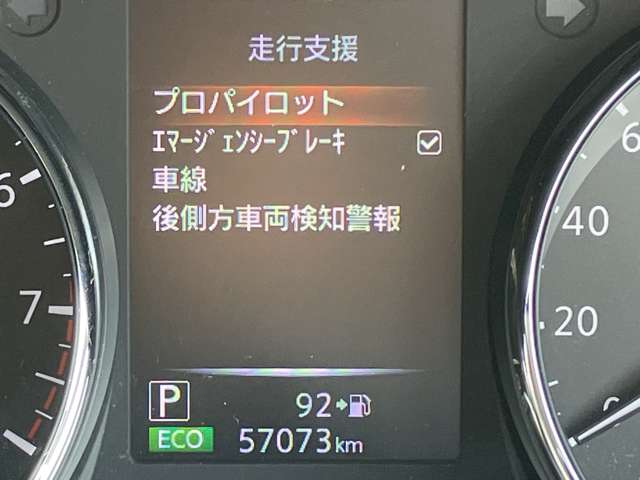 走行支援
プロパイロット
ｴﾏｰｼﾞｪﾝｼｰﾌﾞﾚｰｷ
車線
後側方車両検知警報
6
7
6
40
20
P
92
ECO
57073km